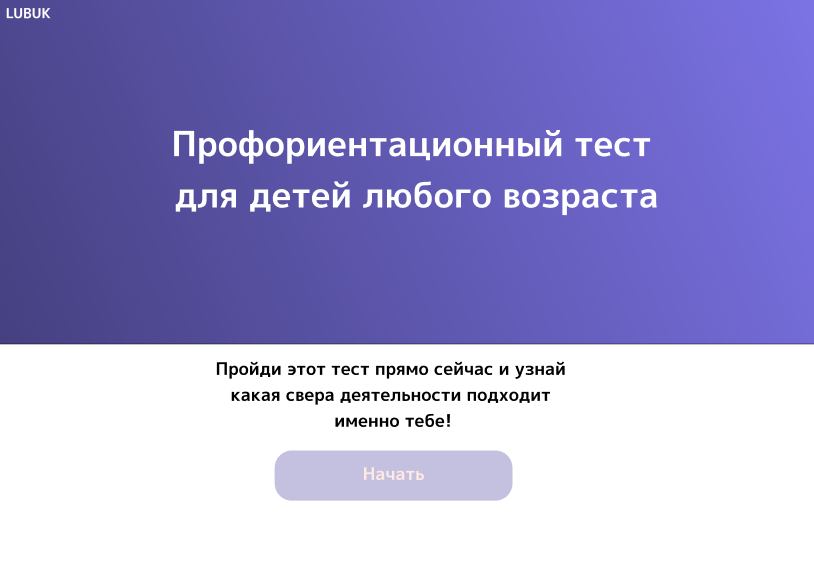 LUBUK
Профориентационный тест
для детей любого возраста
Пройди этот тест прямо сейчас и узнай
какая свера деятельности подходит
именно тебе!
Начать